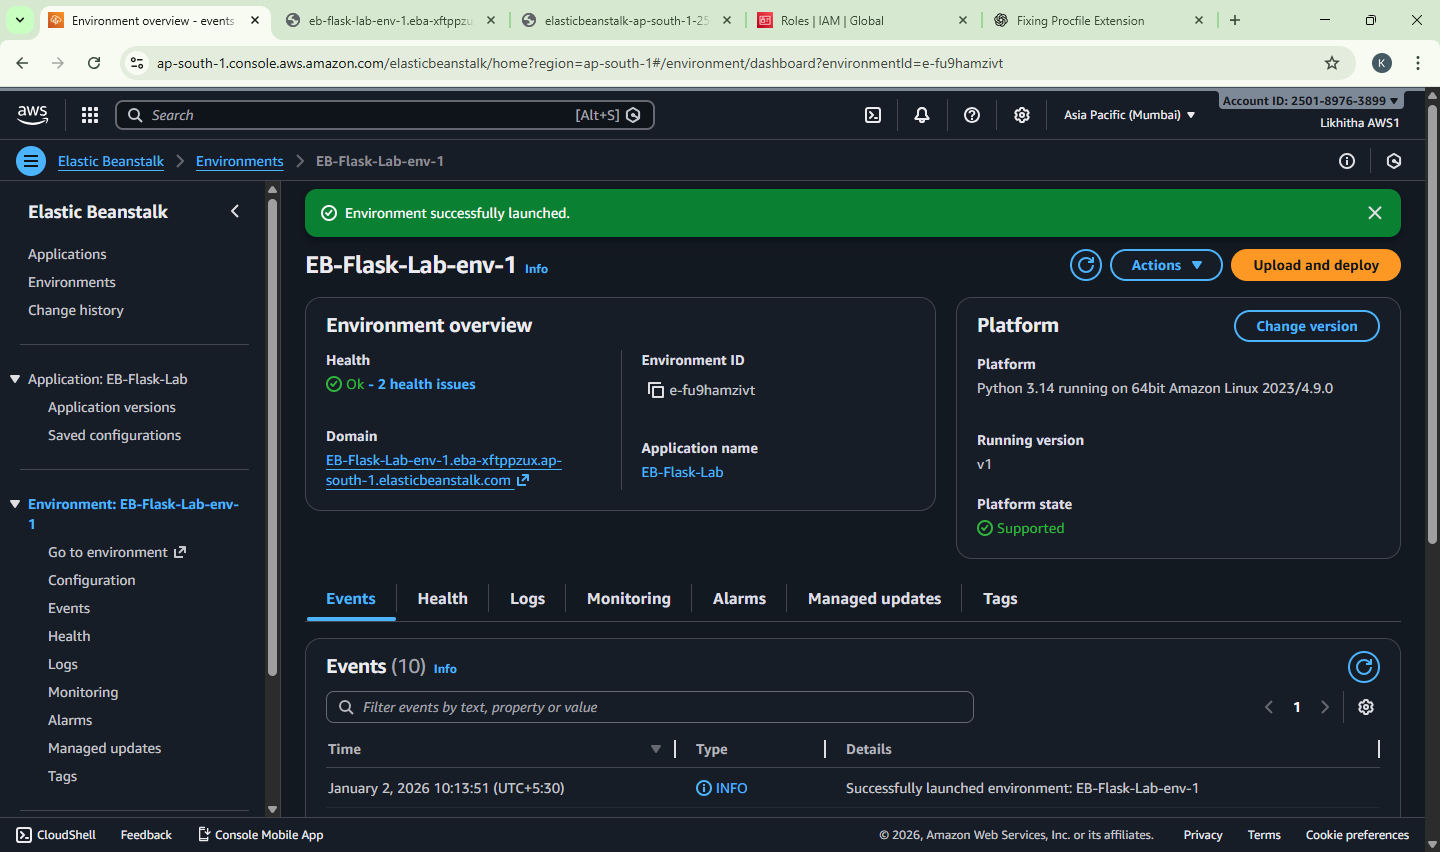 Environment overview - events
eb-flask-lab-env-1.eba-xftppzu
elasticbeanstalk-ap-south-1-25
Roles | IAM | Global
Fixing Procfile Extension
ap-south-1.console.aws.amazon.com/elasticbeanstalk/home?region=ap-south-1#/environment/dashboard?environmentId=e-fu9hamzivt
K
aws
Search
[Alt+S]
Asia Pacific (Mumbai)
Account ID: 2501-8976-3899
Likhitha AWS1
Elastic Beanstalk
Environments
EB-Flask-Lab-env-1
Elastic Beanstalk
Applications
Environments
Change history
Application: EB-Flask-Lab
Application versions
Saved configurations
Environment: EB-Flask-Lab-env-
1
Go to environment
Configuration
Events
Health
Logs
Monitoring
Alarms
Managed updates
Tags
Environment successfully launched.
EB-Flask-Lab-env-1 Info
Actions
Upload and deploy
Environment overview
Health
Ok - 2 health issues
Domain
EB-Flask-Lab-env-1.eba-xftppzux.ap-
south-1.elasticbeanstalk.com
Environment ID
e-fu9hamzivt
Application name
EB-Flask-Lab
Platform
Change version
Platform
Python 3.14 running on 64bit Amazon Linux 2023/4.9.0
Running version
v1
Platform state
Supported
Events
Health
Logs
Monitoring
Alarms
Managed updates
Tags
Events (10) Info
Filter events by text, property or value
1
Time
Type
Details
January 2, 2026 10:13:51 (UTC+5:30)
INFO
Successfully launched environment: EB-Flask-Lab-env-1
CloudShell
Feedback
Console Mobile App
© 2026, Amazon Web Services, Inc. or its affiliates.
Privacy
Terms
Cookie preferences